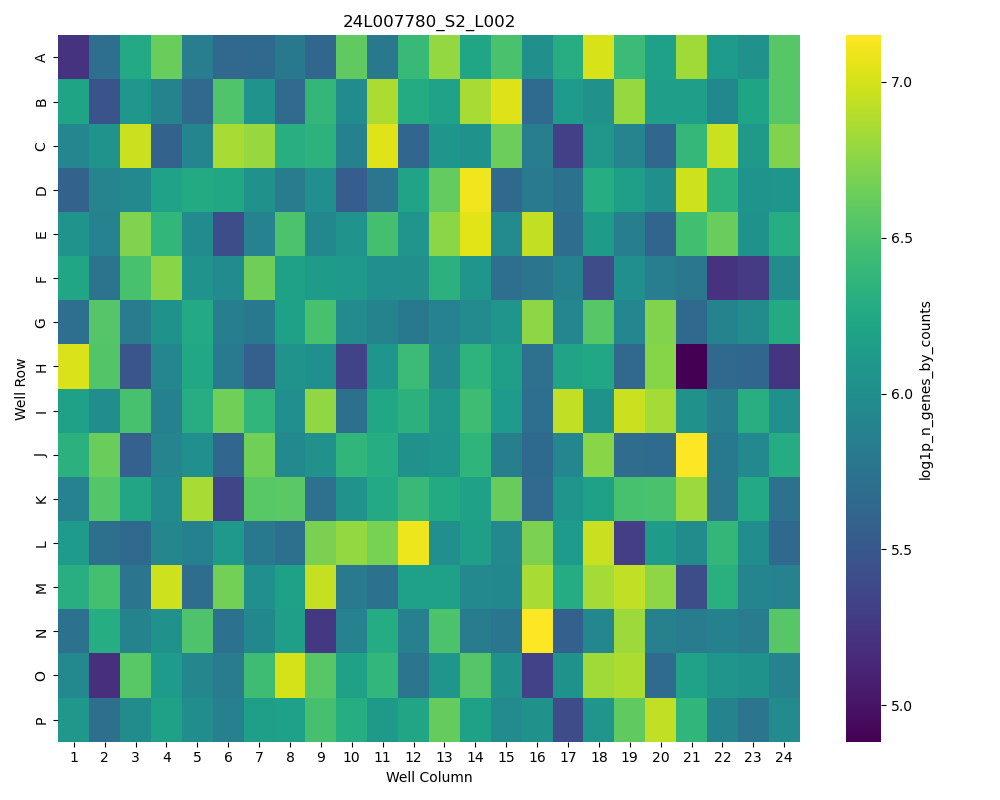 24L007780_S2_L002
A
B
C
D
E
F
G
H
I
J
K
L
M
N
O
P
Well Row
1 2 3 4 5 6 7 8 9 10 11 12 13 14 15 16 17 18 19 20 21 22 23 24
Well Column
7.0
6.5
6.0
5.5
5.0
log1p_n_genes_by_counts